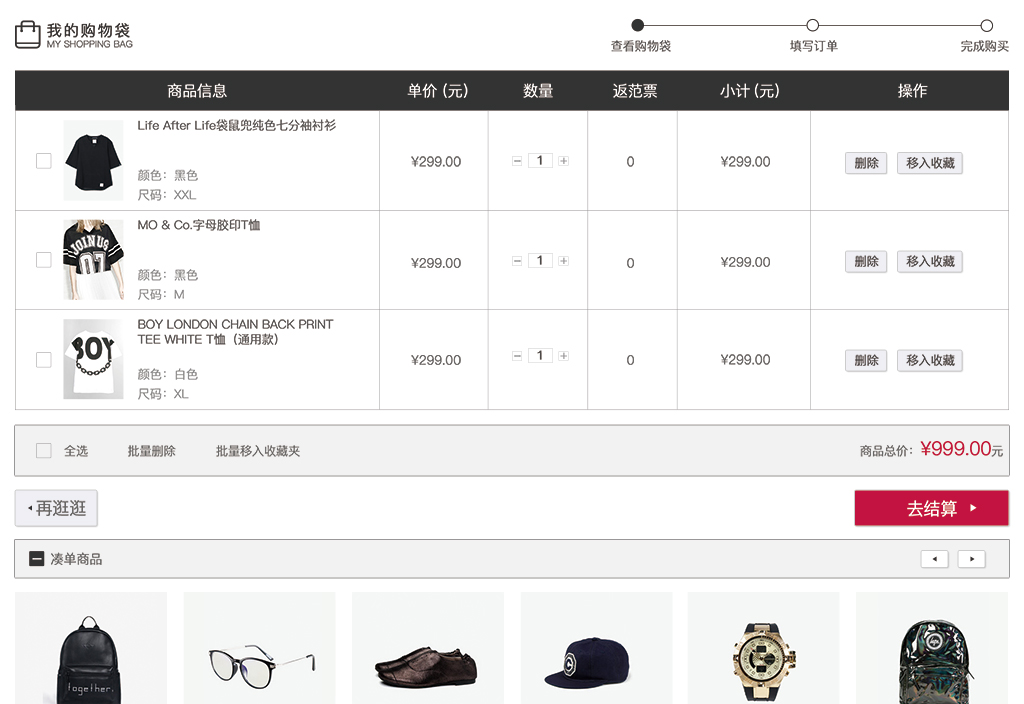 我的购物袋
MY SHOPPING BAG
查看购物袋 填写订单 完成购买
商品信息 单价 (元) 数量 返范票 小计 (元) 操作
Life After Life袋鼠兜纯色七分袖衬衫
颜色：黑色
尺码：XXL
¥299.00 1 0 ¥299.00 删除 移入收藏
MO & Co.字母胶印T恤
JOIN US
07
颜色：黑色
尺码：M
¥299.00 1 0 ¥299.00 删除 移入收藏
BOY LONDON CHAIN BACK PRINT
TEE WHITE T恤（通用款）
BOY
颜色：白色
尺码：XL
¥299.00 1 0 ¥299.00 删除 移入收藏
全选 批量删除 批量移入收藏夹 商品总价：¥999.00元
再逛逛 去结算
凑单商品
together.